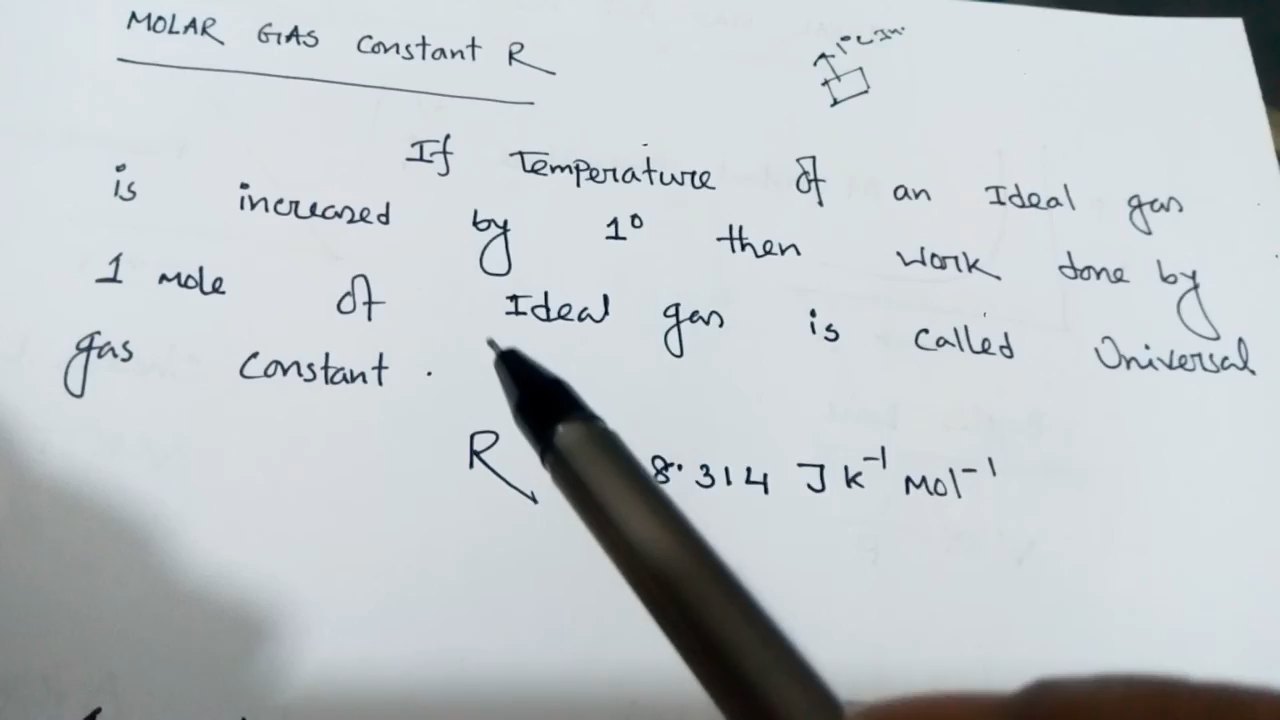 MOLAR GAS Constant R
If Temperature of an Ideal gas
is increased by 1° then work done by
1 mole of Ideal gas is called Universal
gas constant .
R 8.314 J K⁻¹ Mol⁻¹